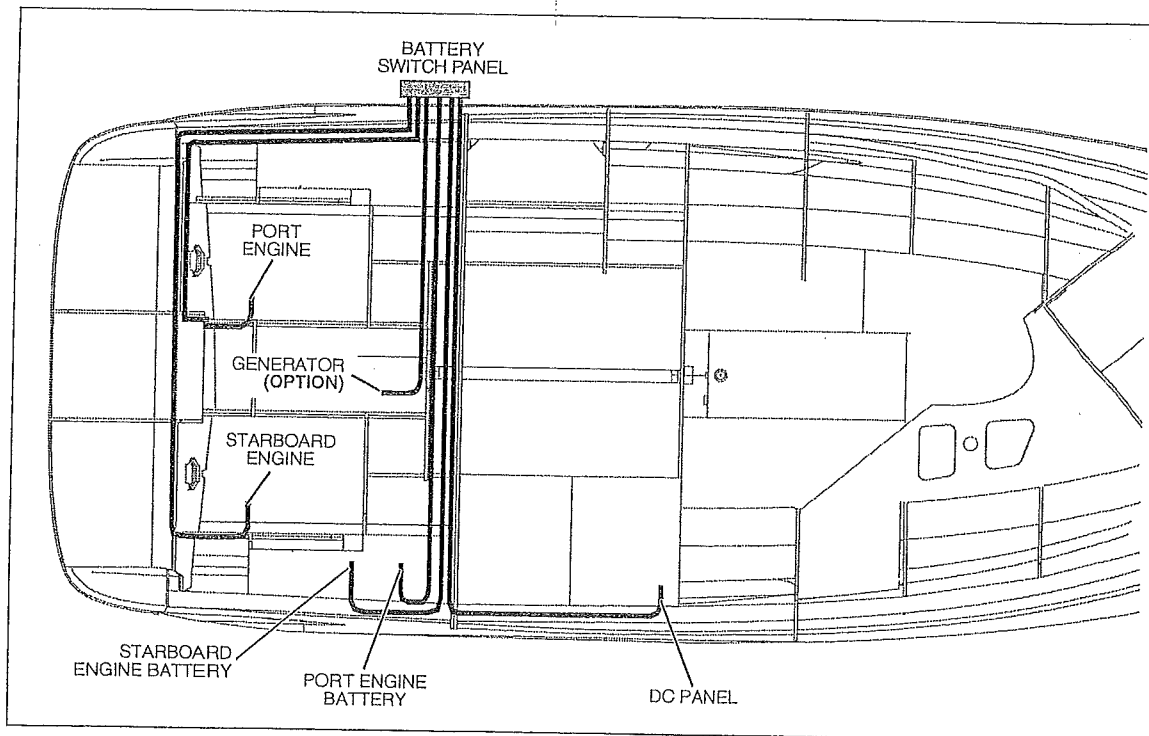 BATTERY
SWITCH PANEL
PORT
ENGINE
GENERATOR
(OPTION)
STARBOARD
ENGINE
STARBOARD
ENGINE BATTERY
PORT ENGINE
BATTERY
DC PANEL